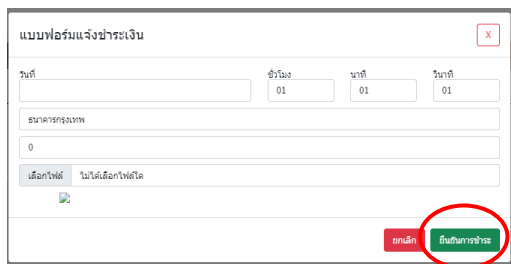 แบบฟอร์มแจ้งชำระเงิน X
วันที่ ชั่วโมง นาที วินาที
01 01 01
ธนาคารกรุงเทพ
0
เลือกไฟล์ ไม่ได้เลือกไฟล์ใด
ยกเลิก ยืนยันการชำระ